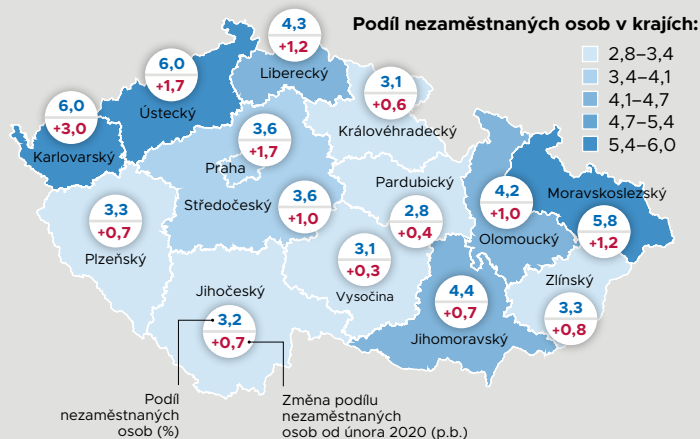 Podíl nezaměstnaných osob v krajích:
2,8–3,4
3,4–4,1
4,1–4,7
4,7–5,4
5,4–6,0
4,3
+1,2
Liberecký
6,0
+1,7
Ústecký
6,0
+3,0
Karlovarský
3,1
+0,6
Královéhradecký
3,6
+1,7
Praha
3,6
+1,0
Středočeský
3,3
+0,7
Plzeňský
Pardubický
2,8
+0,4
4,2
+1,0
Olomoucký
Moravskoslezský
5,8
+1,2
3,1
+0,3
Vysočina
Jihočeský
3,2
+0,7
4,4
+0,7
Jihomoravský
Zlínský
3,3
+0,8
Podíl
nezaměstnaných
osob (%)
Změna podílu
nezaměstnaných
osob od února 2020 (p.b.)